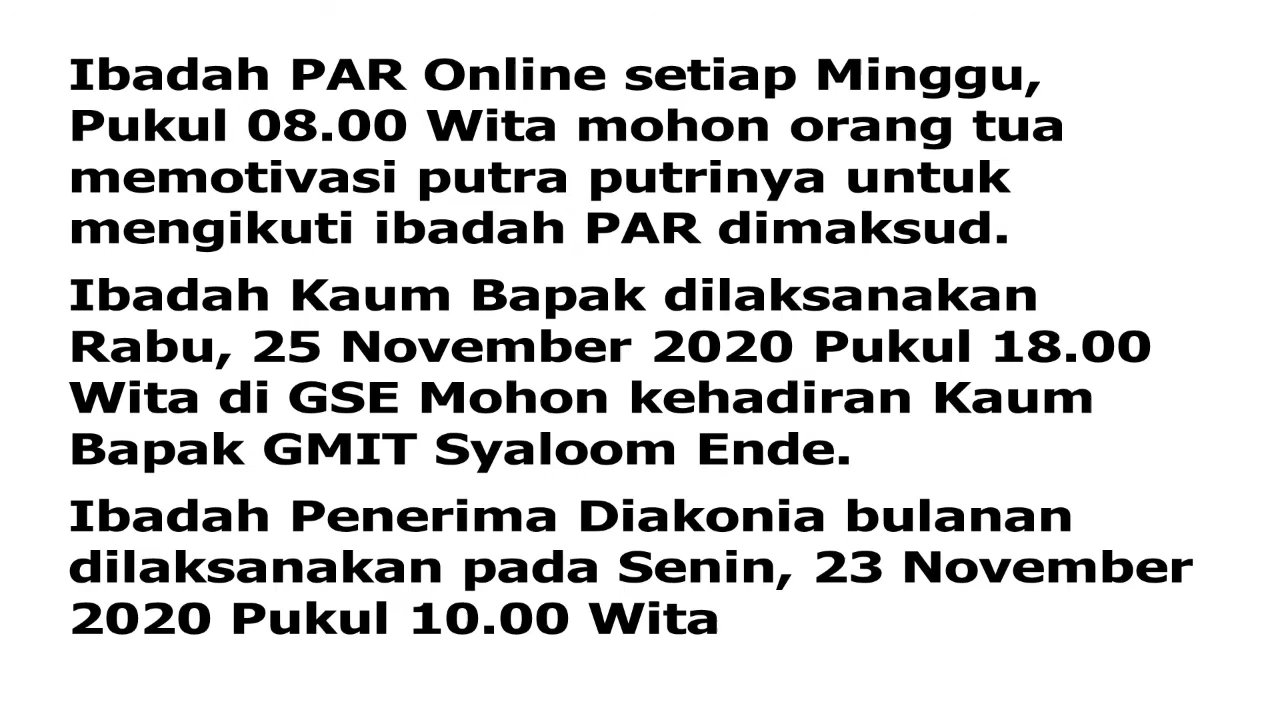 Ibadah PAR Online setiap Minggu,
Pukul 08.00 Wita mohon orang tua
memotivasi putra putrinya untuk
mengikuti ibadah PAR dimaksud.
Ibadah Kaum Bapak dilaksanakan
Rabu, 25 November 2020 Pukul 18.00
Wita di GSE Mohon kehadiran Kaum
Bapak GMIT Syaloom Ende.
Ibadah Penerima Diakonia bulanan
dilaksanakan pada Senin, 23 November
2020 Pukul 10.00 Wita